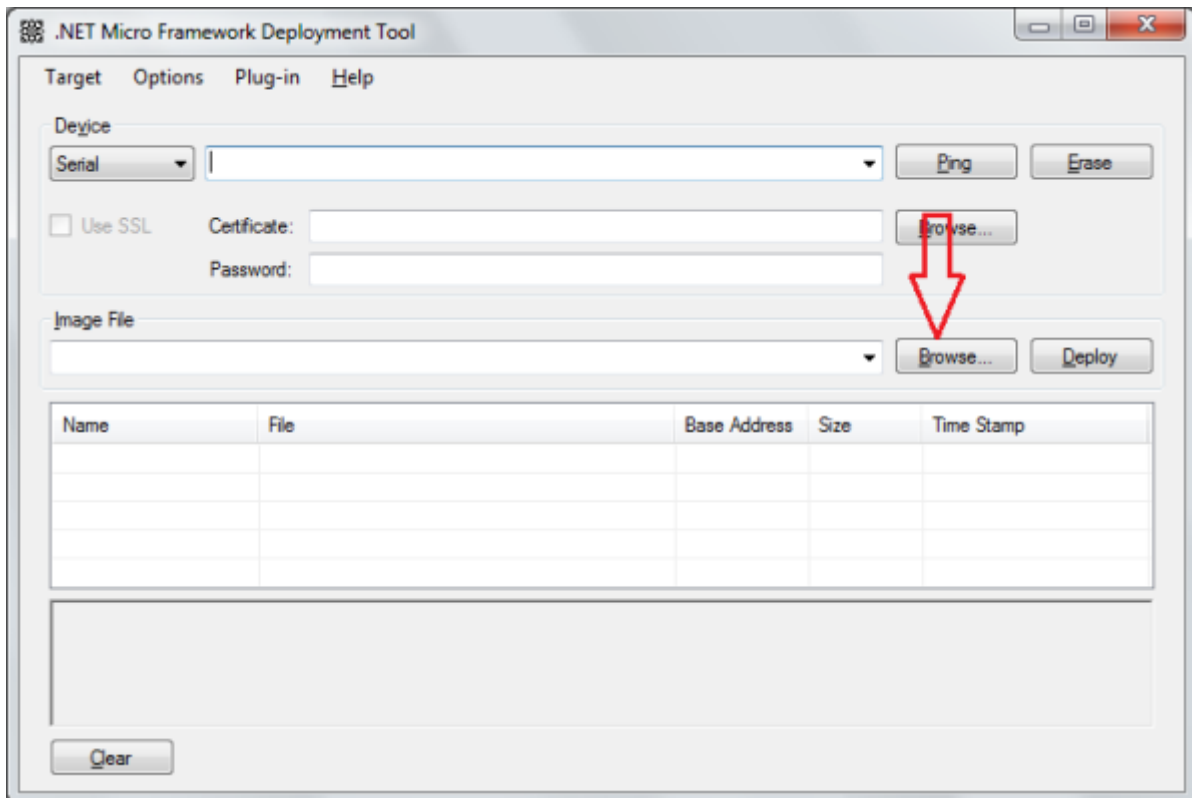 .NET Micro Framework Deployment Tool
Target Options Plug-in Help
Device
Serial Ping Erase
Use SSL Certificate: Browse...
Password:
Image File
Browse... Deploy
Name File Base Address Size Time Stamp
Clear